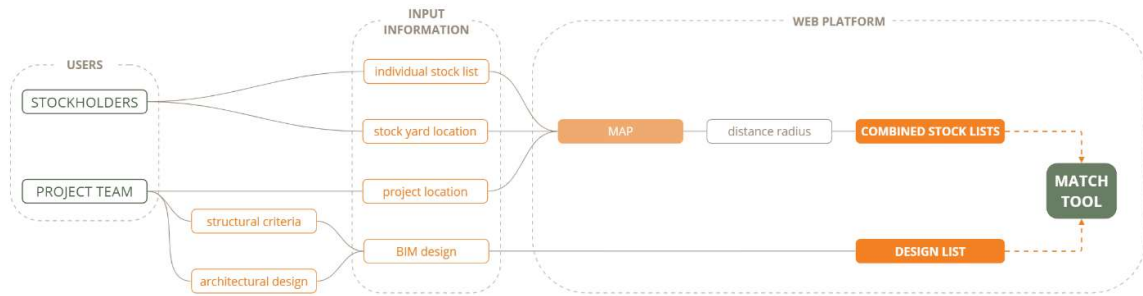 INPUT
INFORMATION
WEB PLATFORM
USERS
individual stock list
STOCKHOLDERS
stock yard location
MAP
distance radius
COMBINED STOCK LISTS
PROJECT TEAM
project location
MATCH
TOOL
structural criteria
BIM design
DESIGN LIST
architectural design